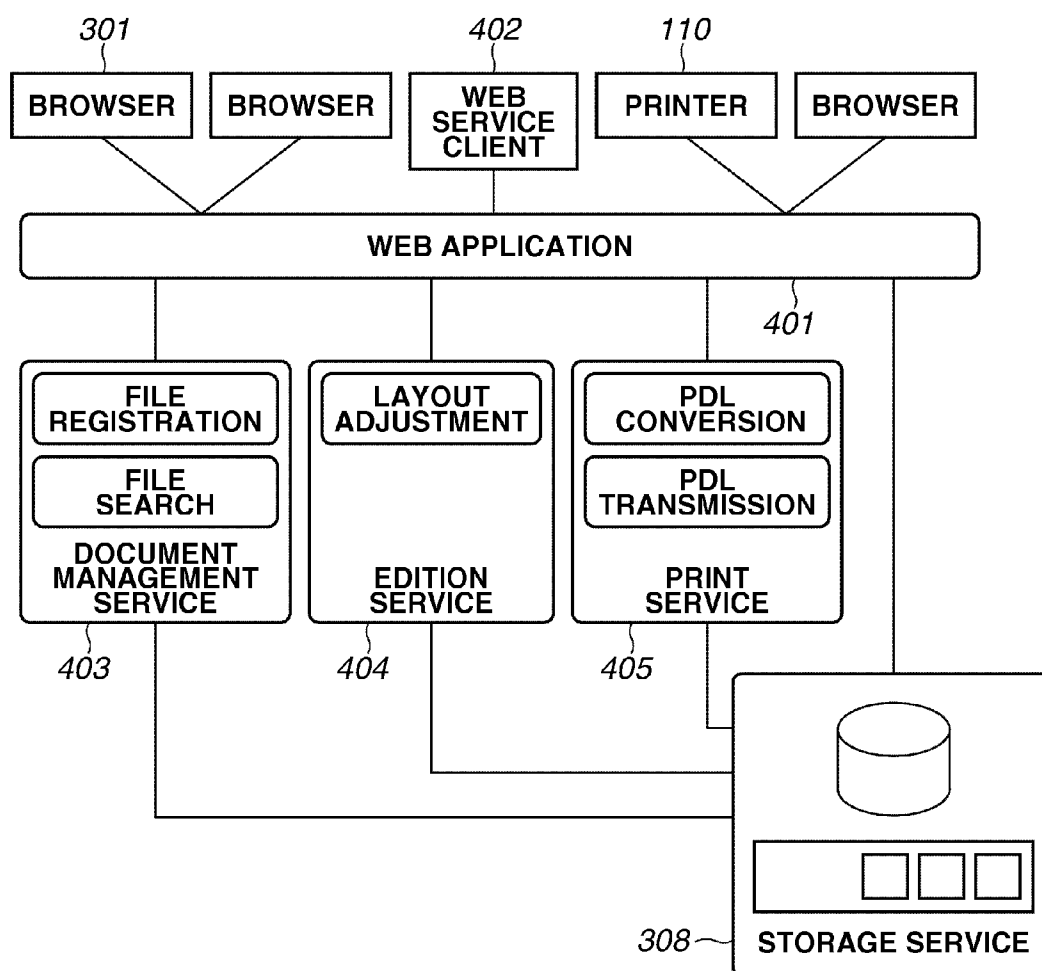 301
402
110
BROWSER
BROWSER
WEB
SERVICE
CLIENT
PRINTER
BROWSER
WEB APPLICATION
401
FILE
REGISTRATION
FILE
SEARCH
DOCUMENT
MANAGEMENT
SERVICE
403
LAYOUT
ADJUSTMENT
EDITION
SERVICE
404
PDL
CONVERSION
PDL
TRANSMISSION
PRINT
SERVICE
405
308
STORAGE SERVICE